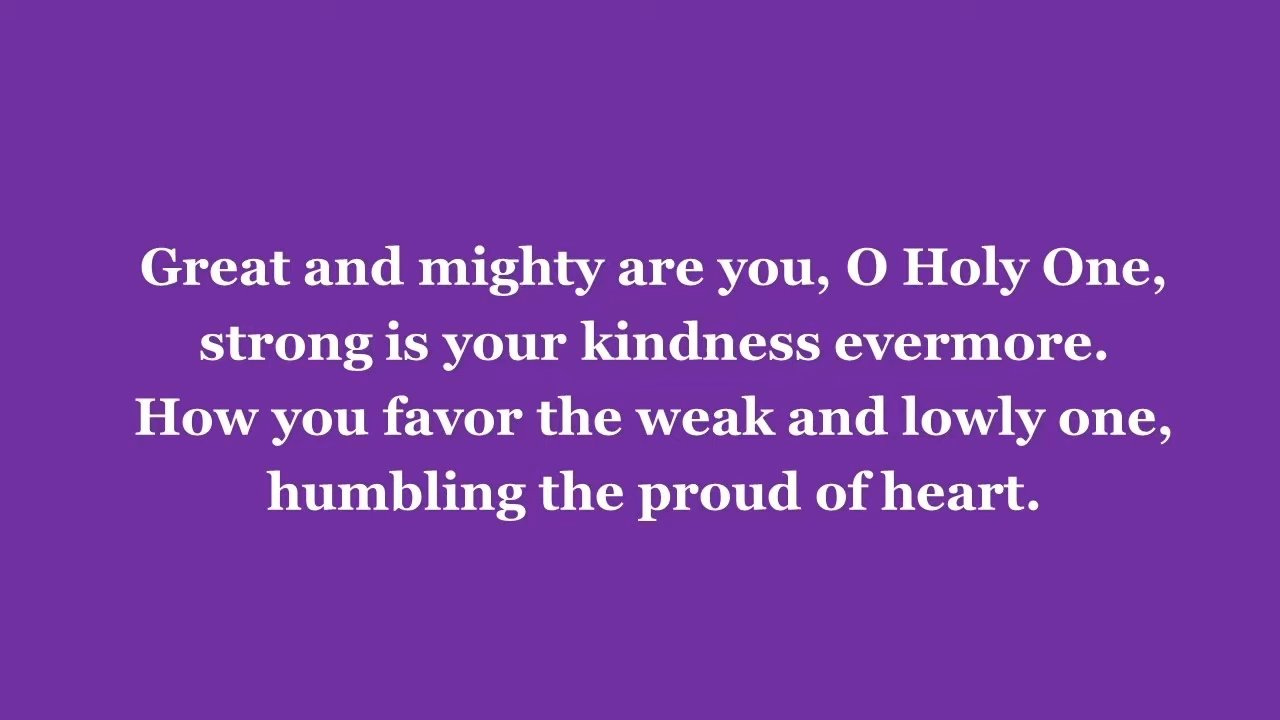 Great and mighty are you, O Holy One,
strong is your kindness evermore.
How you favor the weak and lowly one,
humbling the proud of heart.